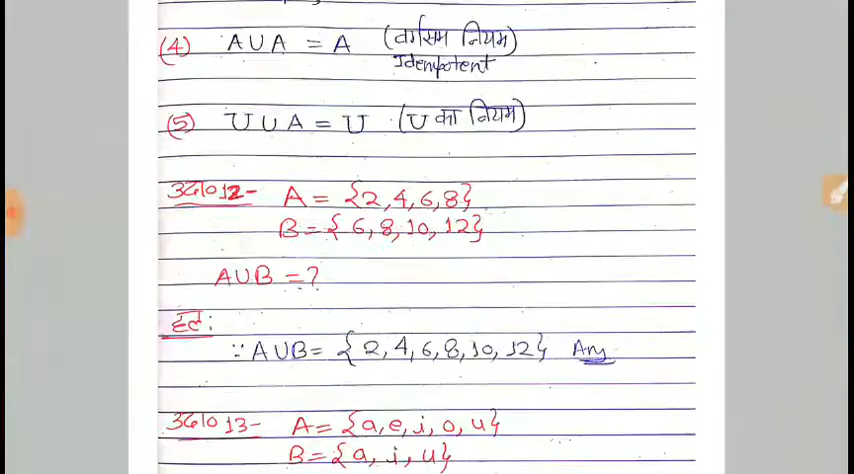 (4) A∪A = A (वर्गसम नियम)
Idempotent
(5) U∪A = U (U का नियम)
उदा० 12- A = {2, 4, 6, 8}
B = {6, 8, 10, 12}
A∪B = ?
हल:
∵ A∪B = {2, 4, 6, 8, 10, 12} Ans
उदा० 13- A = {a, e, i, o, u}
B = {a, i, u}